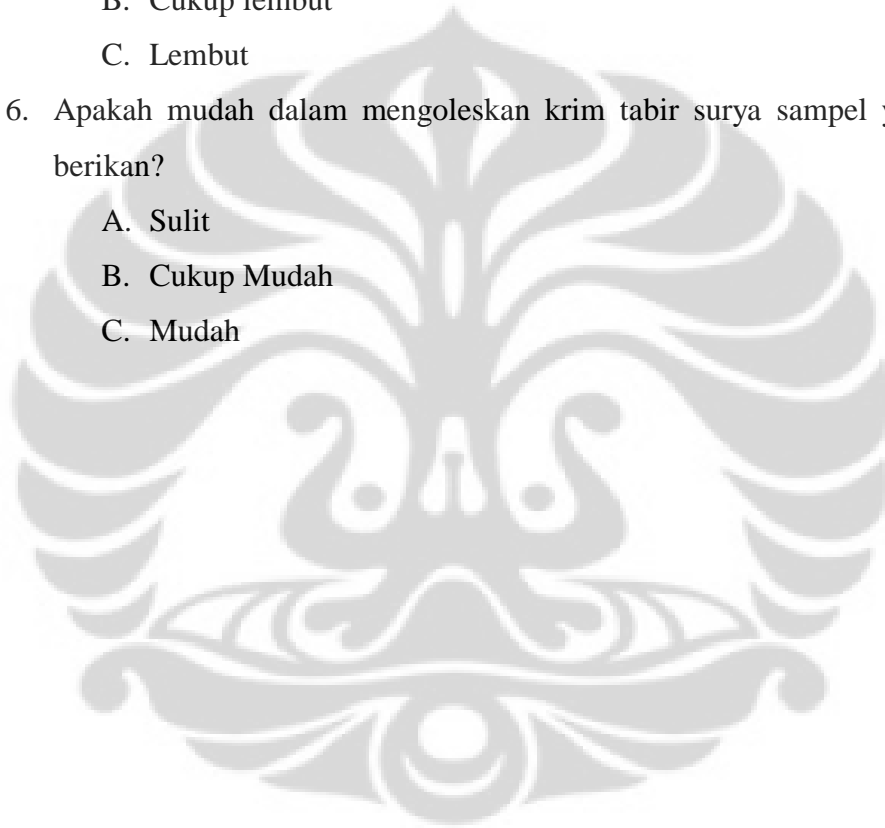 B. Cukup lembut
C. Lembut
6. Apakah mudah dalam mengoleskan krim tabir surya sampel
berikan?
A. Sulit
B. Cukup Mudah
C. Mudah